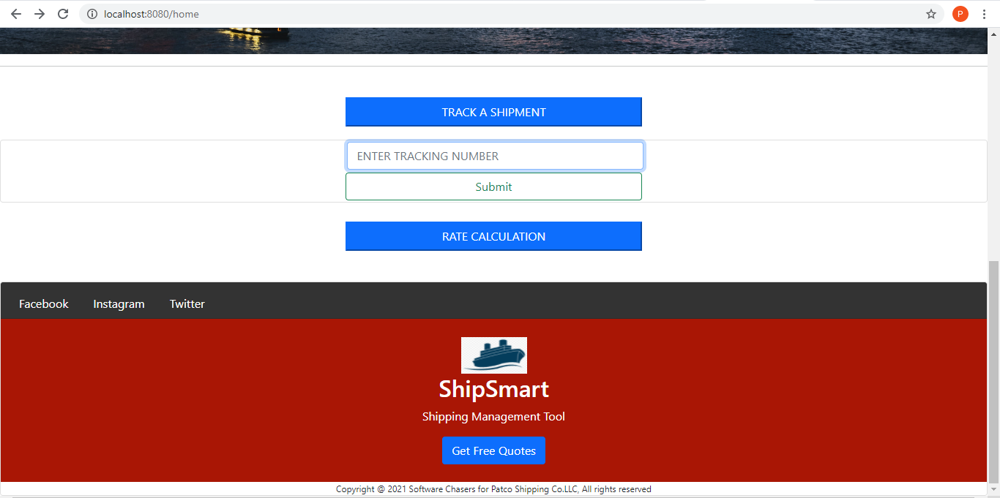 localhost:8080/home
P
TRACK A SHIPMENT
ENTER TRACKING NUMBER
Submit
RATE CALCULATION
Facebook Instagram Twitter
ShipSmart
Shipping Management Tool
Get Free Quotes
Copyright @ 2021 Software Chasers for Patco Shipping Co.LLC, All rights reserved